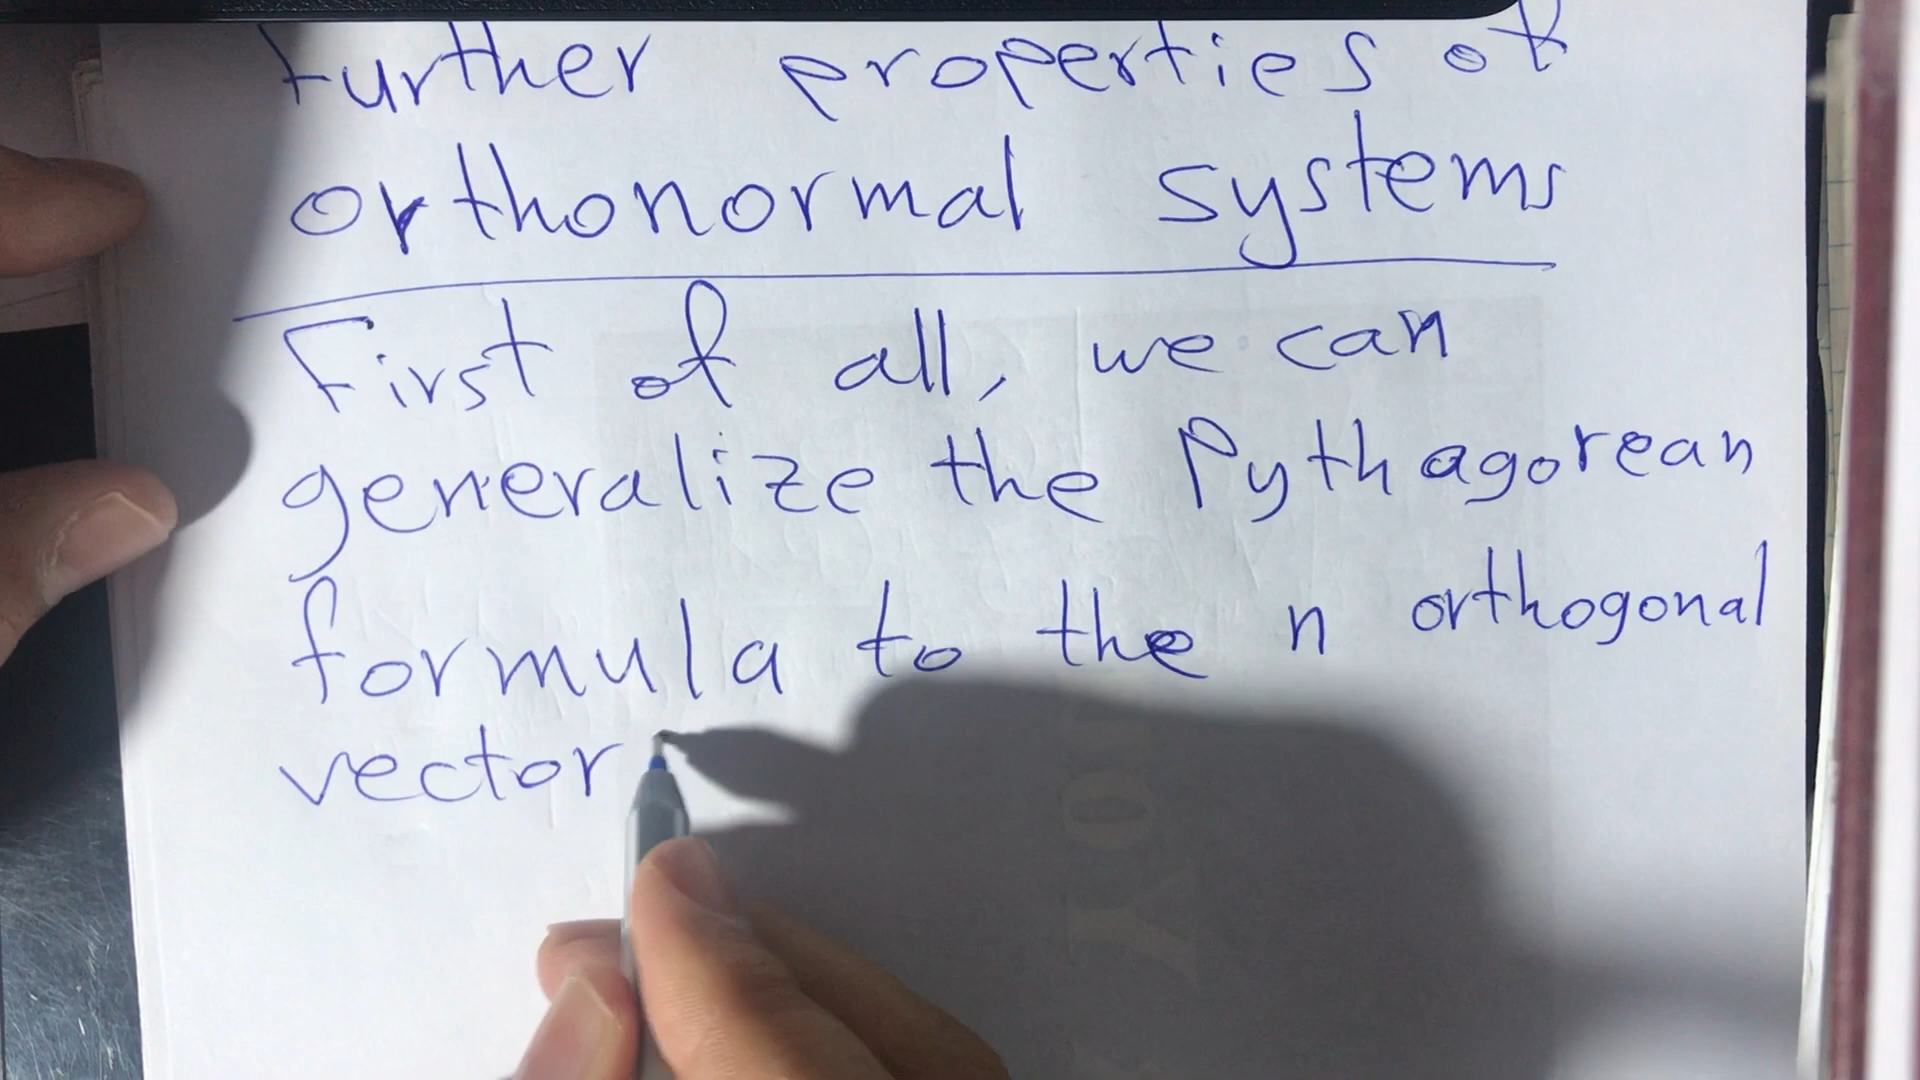 Further properties of
orthonormal systems
First of all, we can
generalize the Pythagorean
formula to the n orthogonal
vector